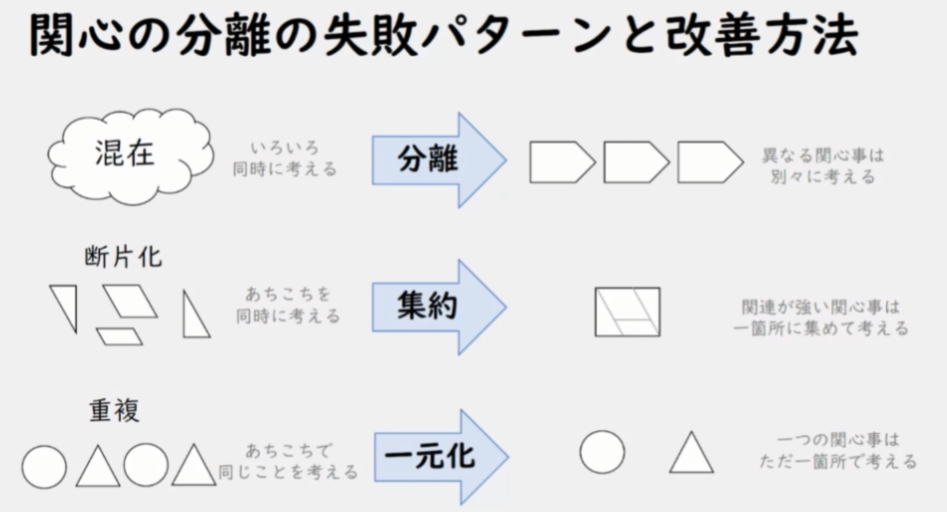 関心の分離の失敗パターンと改善方法
混在
いろいろ
同時に考える
分離
異なる関心事は
別々に考える
断片化
あちこちを
同時に考える
集約
関連が強い関心事は
一箇所に集めて考える
重複
あちこちで
同じことを考える
一元化
一つの関心事は
ただ一箇所で考える